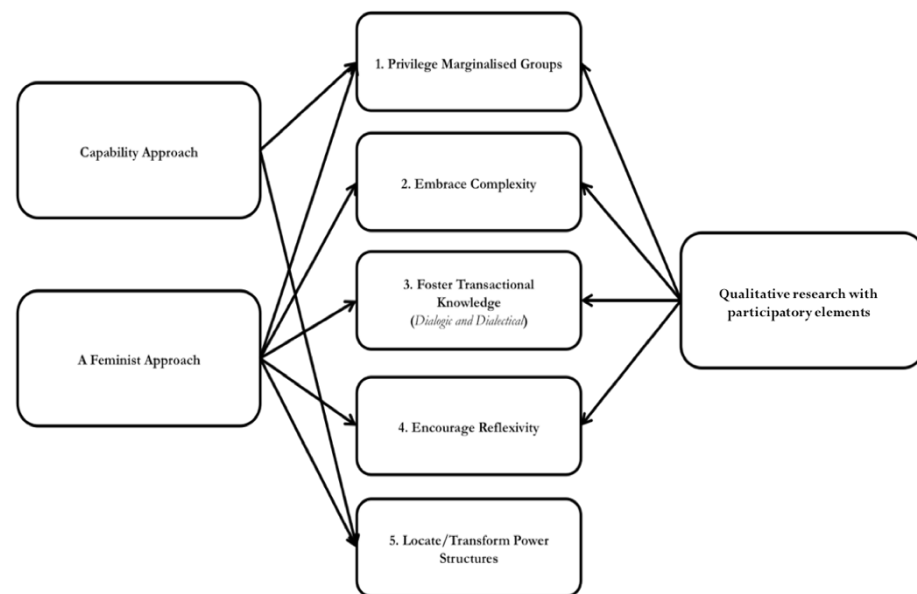 Capability Approach
A Feminist Approach
1. Privilege Marginalised Groups
2. Embrace Complexity
3. Foster Transactional
Knowledge
(Dialogic and Dialectical)
4. Encourage Reflexivity
5. Locate/Transform Power
Structures
Qualitative research with
participatory elements